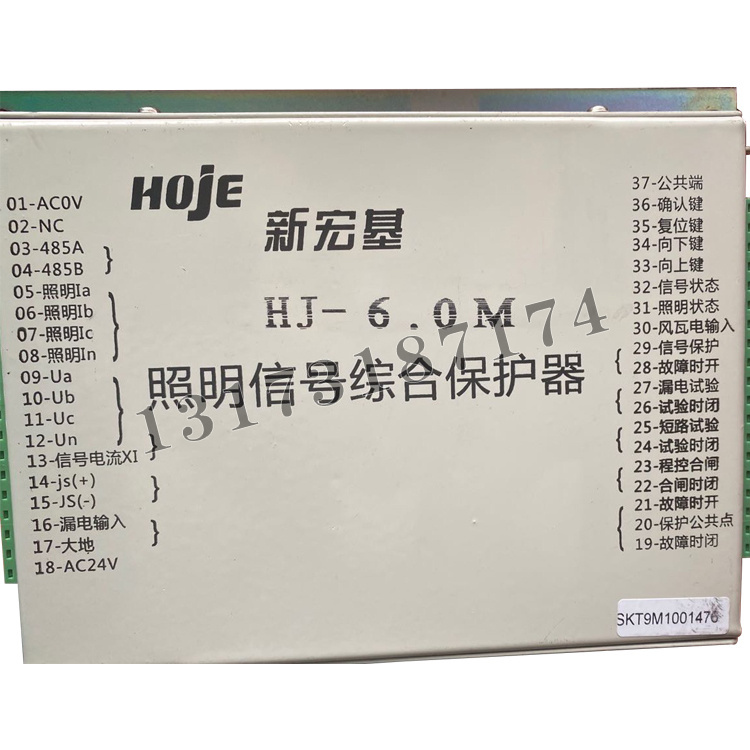 HOJE
新宏基
HJ-6.0M
照明信号综合保护器
13173187174
01-AC0V
02-NC
03-485A
04-485B
05-照明Ia
06-照明Ib
07-照明Ic
08-照明In
09-Ua
10-Ub
11-Uc
12-Un
13-信号电流XI
14-js(+)
15-JS(-)
16-漏电输入
17-大地
18-AC24V
37-公共端
36-确认键
35-复位键
34-向下键
33-向上键
32-信号状态
31-照明状态
30-风瓦电输入
29-信号保护
28-故障时开
27-漏电试验
26-试验时闭
25-短路试验
24-试验时闭
23-程控合闸
22-合闸时闭
21-故障时开
20-保护公共点
19-故障时闭
SKT9M1001476